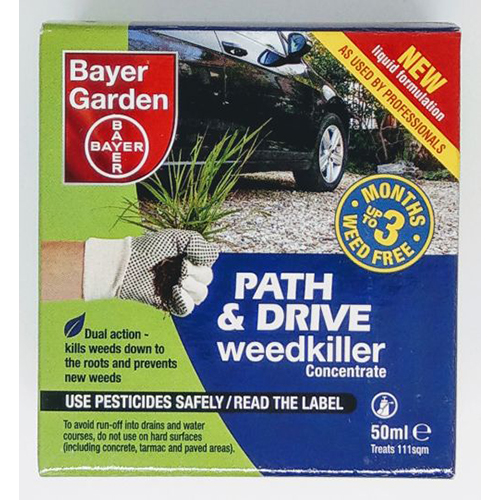 Bayer
Garden
BAYER
BAYER
NEW
liquid formulation
AS USED BY PROFESSIONALS
MONTHS
UP TO 3
WEED FREE
PATH
& DRIVE
weedkiller
Concentrate
Dual action -
kills weeds down to
the roots and prevents
new weeds
USE PESTICIDES SAFELY/READ THE LABEL
To avoid run-off into drains and water
courses, do not use on hard surfaces
(including concrete, tarmac and paved areas).
50ml ℮
Treats 111sqm